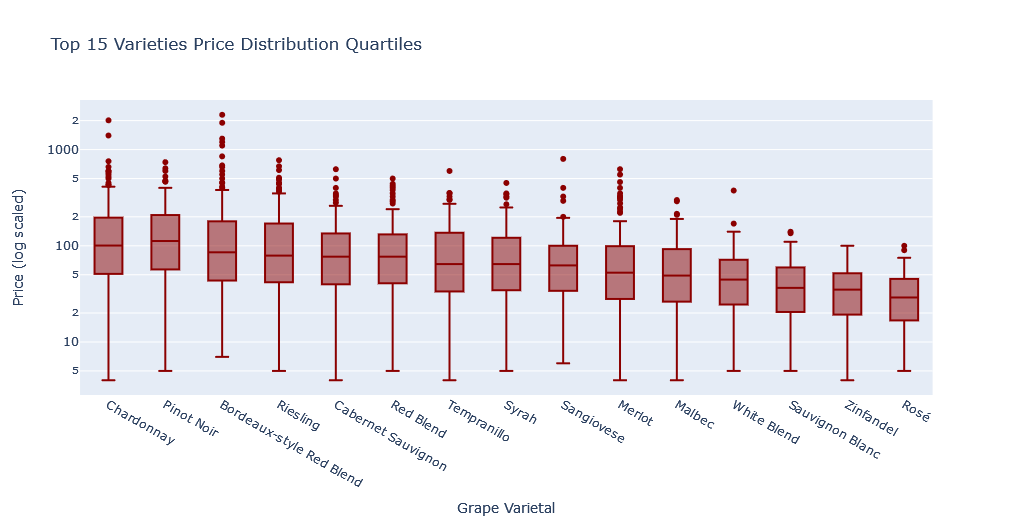 Top 15 Varieties Price Distribution Quartiles
Price (log scaled)
2
1000
5
2
100
5
2
10
5
Chardonnay
Pinot Noir
Bordeaux-style Red Blend
Riesling
Cabernet Sauvignon
Red Blend
Tempranillo
Syrah
Sangiovese
Merlot
Malbec
White Blend
Sauvignon Blanc
Zinfandel
Rosé
Grape Varietal